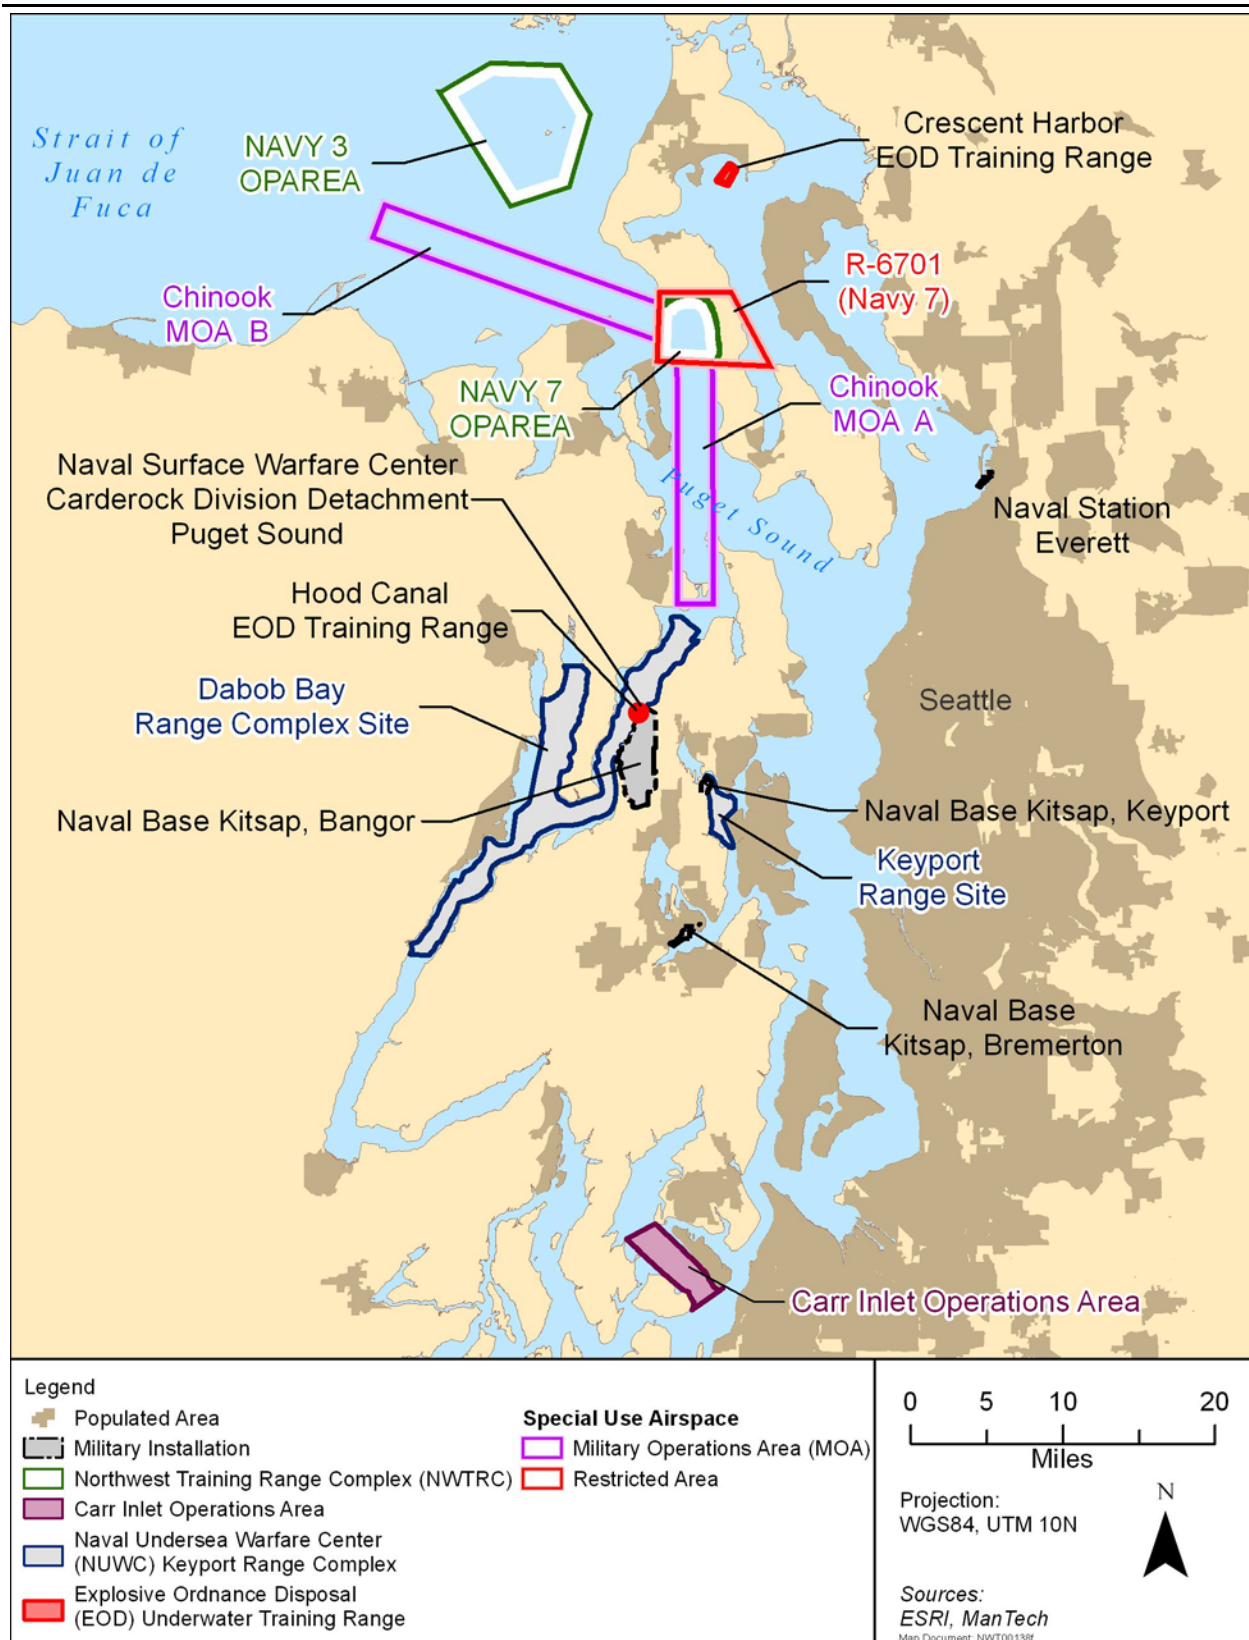 Strait of
Juan de
Fuca
NAVY 3
OPAREA
Crescent Harbor
EOD Training Range
R-6701
(Navy 7)
Chinook
MOA B
NAVY 7
OPAREA
Chinook
MOA A
Puget Sound
Naval Surface Warfare Center
Carderock Division Detachment
Puget Sound
Naval Station
Everett
Hood Canal
EOD Training Range
Dabob Bay
Range Complex Site
Seattle
Naval Base Kitsap, Bangor
Naval Base Kitsap, Keyport
Keyport
Range Site
Naval Base
Kitsap, Bremerton
Carr Inlet Operations Area
Legend
Populated Area
Military Installation
Northwest Training Range Complex (NWTRC)
Carr Inlet Operations Area
Naval Undersea Warfare Center
(NUWC) Keyport Range Complex
Explosive Ordnance Disposal
(EOD) Underwater Training Range
Special Use Airspace
Military Operations Area (MOA)
Restricted Area
0 5 10 20
Miles
Projection:
WGS84, UTM 10N
N
Sources:
ESRI, ManTech
Map Document: NWT00138f